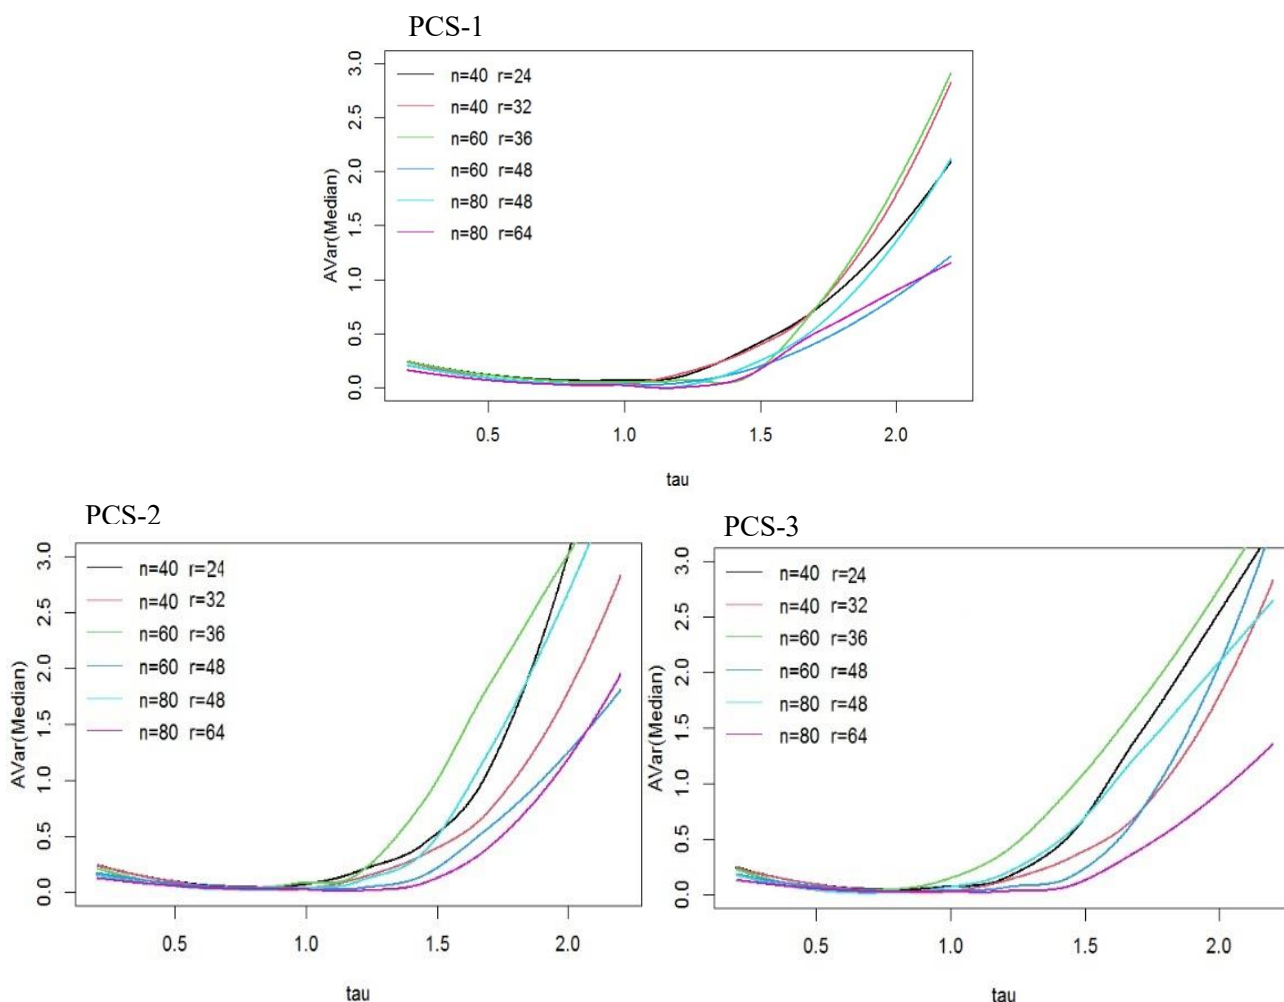 PCS-1
3.0
2.5
2.0
1.5
1.0
0.5
0.0
AVar(Median)
n=40 r=24
n=40 r=32
n=60 r=36
n=60 r=48
n=80 r=48
n=80 r=64
0.5 1.0 1.5 2.0
tau
PCS-2
3.0
2.5
2.0
1.5
1.0
0.5
0.0
AVar(Median)
n=40 r=24
n=40 r=32
n=60 r=36
n=60 r=48
n=80 r=48
n=80 r=64
0.5 1.0 1.5 2.0
tau
PCS-3
3.0
2.5
2.0
1.5
1.0
0.5
0.0
AVar(Median)
n=40 r=24
n=40 r=32
n=60 r=36
n=60 r=48
n=80 r=48
n=80 r=64
0.5 1.0 1.5 2.0
tau